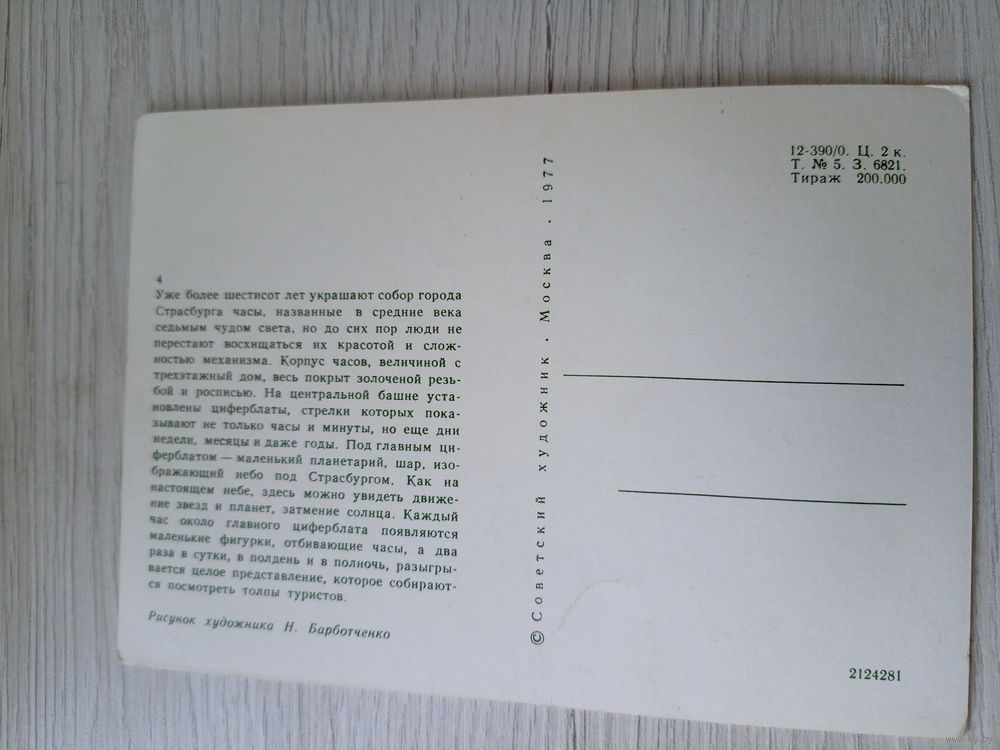 4
Уже более шестисот лет украшают собор города
Страсбурга часы, названные в средние века
седьмым чудом света, но до сих пор люди не
перестают восхищаться их красотой и слож-
ностью механизма. Корпус часов, величиной с
трехэтажный дом, весь покрыт золоченой резь-
бой и росписью. На центральной башне уста-
новлены циферблаты, стрелки которых пока-
зывают не только часы и минуты, но еще дни
недели, месяцы и даже годы. Под главным ци-
ферблатом — маленький планетарий, шар, изо-
бражающий небо под Страсбургом. Как на
настоящем небе, здесь можно увидеть движе-
ние звезд и планет, затмение солнца. Каждый
час около главного циферблата появляются
маленькие фигурки, отбивающие часы, а два
раза в сутки, в полдень и в полночь, разыгры-
вается целое представление, которое собирают-
ся посмотреть толпы туристов.
Рисунок художника Н. Барботченко
© Советский художник . Москва . 1977
12-390/0. Ц. 2 к.
Т. № 5. З. 6821.
Тираж 200.000
2124281
www.ay.by